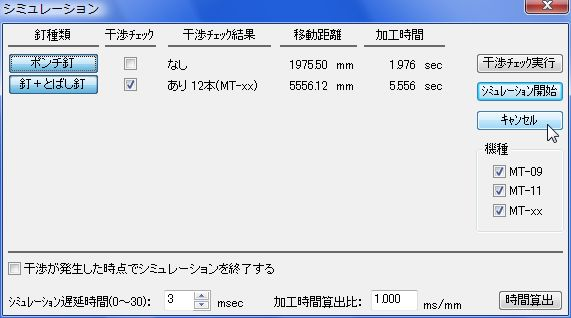 シミュレーション
釘種類 干渉チェック 干渉チェック結果 移動距離 加工時間
ポンチ釘 なし 1975.50 mm 1.976 sec
釘+とばし釘 あり 12本(MT-xx) 5556.12 mm 5.556 sec
干渉チェック実行
シミュレーション開始
キャンセル
機種
MT-09
MT-11
MT-xx
干渉が発生した時点でシミュレーションを終了する
シミュレーション遅延時間(0~30): 3 msec 加工時間算出比: 1.000 ms/mm 時間算出